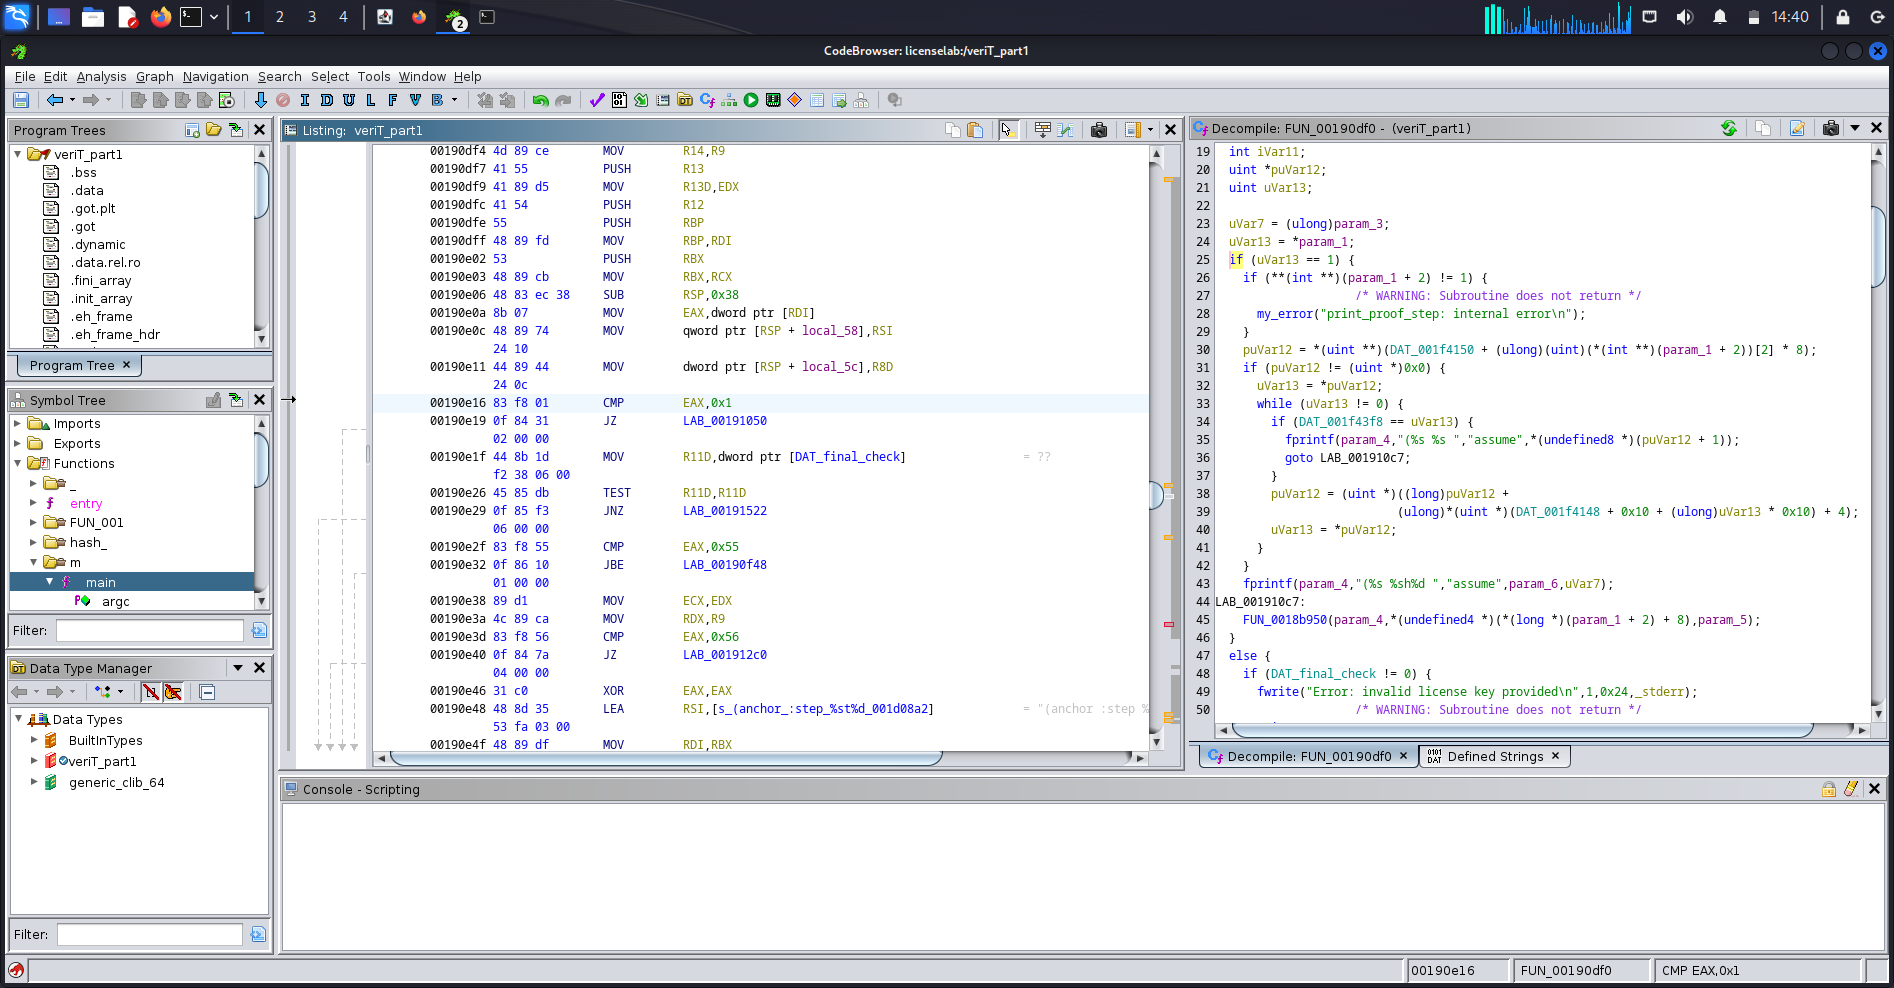 1 2 3 4 2 14:40
CodeBrowser: licenselab:/veriT_part1
File Edit Analysis Graph Navigation Search Select Tools Window Help
I D U L F V B
Program Trees
veriT_part1
.bss
.data
.got.plt
.got
.dynamic
.data.rel.ro
.fini_array
.init_array
.eh_frame
.eh_frame_hdr
Program Tree
Symbol Tree
Imports
Exports
Functions
_
entry
FUN_001
hash_
m
main
argc
Filter:
Data Type Manager
Data Types
BuiltInTypes
veriT_part1
generic_clib_64
Filter:
Listing: veriT_part1
00190df4 4d 89 ce MOV R14,R9
00190df7 41 55 PUSH R13
00190df9 41 89 d5 MOV R13D,EDX
00190dfc 41 54 PUSH R12
00190dfe 55 PUSH RBP
00190dff 48 89 fd MOV RBP,RDI
00190e02 53 PUSH RBX
00190e03 48 89 cb MOV RBX,RCX
00190e06 48 83 ec 38 SUB RSP,0x38
00190e0a 8b 07 MOV EAX,dword ptr [RDI]
00190e0c 48 89 74 MOV qword ptr [RSP + local_58],RSI
24 10
00190e11 44 89 44 MOV dword ptr [RSP + local_5c],R8D
24 0c
00190e16 83 f8 01 CMP EAX,0x1
00190e19 0f 84 31 JZ LAB_00191050
02 00 00
00190e1f 44 8b 1d MOV R11D,dword ptr [DAT_final_check] = ??
f2 38 06 00
00190e26 45 85 db TEST R11D,R11D
00190e29 0f 85 f3 JNZ LAB_00191522
06 00 00
00190e2f 83 f8 55 CMP EAX,0x55
00190e32 0f 86 10 JBE LAB_00190f48
01 00 00
00190e38 89 d1 MOV ECX,EDX
00190e3a 4c 89 ca MOV RDX,R9
00190e3d 83 f8 56 CMP EAX,0x56
00190e40 0f 84 7a JZ LAB_001912c0
04 00 00
00190e46 31 c0 XOR EAX,EAX
00190e48 48 8d 35 LEA RSI,[s_(anchor_:step_%st%d_001d08a2] = "(anchor :step %
53 fa 03 00
00190e4f 48 89 df MOV RDI,RBX
Decompile: FUN_00190df0 - (veriT_part1)
19 int iVar11;
20 uint *puVar12;
21 uint uVar13;
22
23 uVar7 = (ulong)param_3;
24 uVar13 = *param_1;
25 if (uVar13 == 1) {
26 if (**(int **)(param_1 + 2) != 1) {
27 /* WARNING: Subroutine does not return */
28 my_error("print_proof_step: internal error\n");
29 }
30 puVar12 = *(uint **)(DAT_001f4150 + (ulong)(uint)(*(int **)(param_1 + 2))[2] * 8);
31 if (puVar12 != (uint *)0x0) {
32 uVar13 = *puVar12;
33 while (uVar13 != 0) {
34 if (DAT_001f43f8 == uVar13) {
35 fprintf(param_4,"(%s %s ","assume",*(undefined8 *)(puVar12 + 1));
36 goto LAB_001910c7;
37 }
38 puVar12 = (uint *)((long)puVar12 +
39 (ulong)*(uint *)(DAT_001f4148 + 0x10 + (ulong)uVar13 * 0x10) + 4);
40 uVar13 = *puVar12;
41 }
42 }
43 fprintf(param_4,"(%s %sh%d ","assume",param_6,uVar7);
44 LAB_001910c7:
45 FUN_0018b950(param_4,*(undefined4 *)(*(long *)(param_1 + 2) + 8),param_5);
46 }
47 else {
48 if (DAT_final_check != 0) {
49 fwrite("Error: invalid license key provided\n",1,0x24,_stderr);
50 /* WARNING: Subroutine does not return */
Decompile: FUN_00190df0
Defined Strings
Console - Scripting
00190e16 FUN_00190df0 CMP EAX,0x1